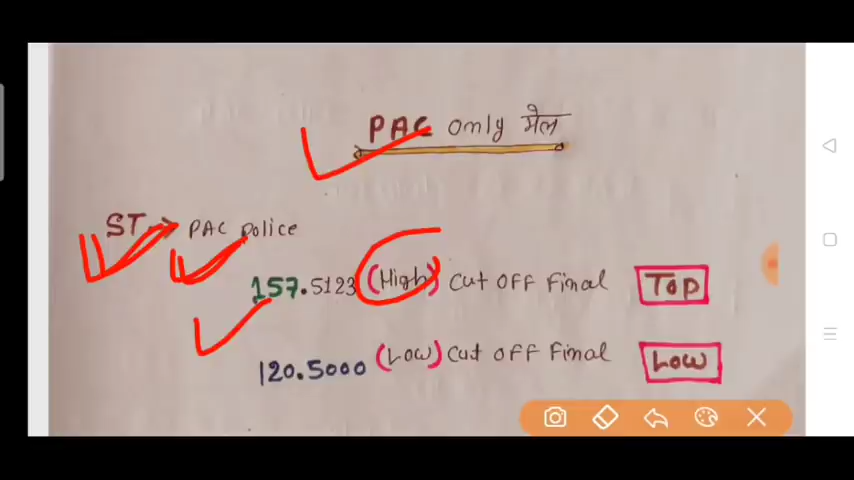 PAC only मेल
ST → PAC Police
157.5123 (High) Cut OFF Final Top
120.5000 (Low) Cut OFF Final Low